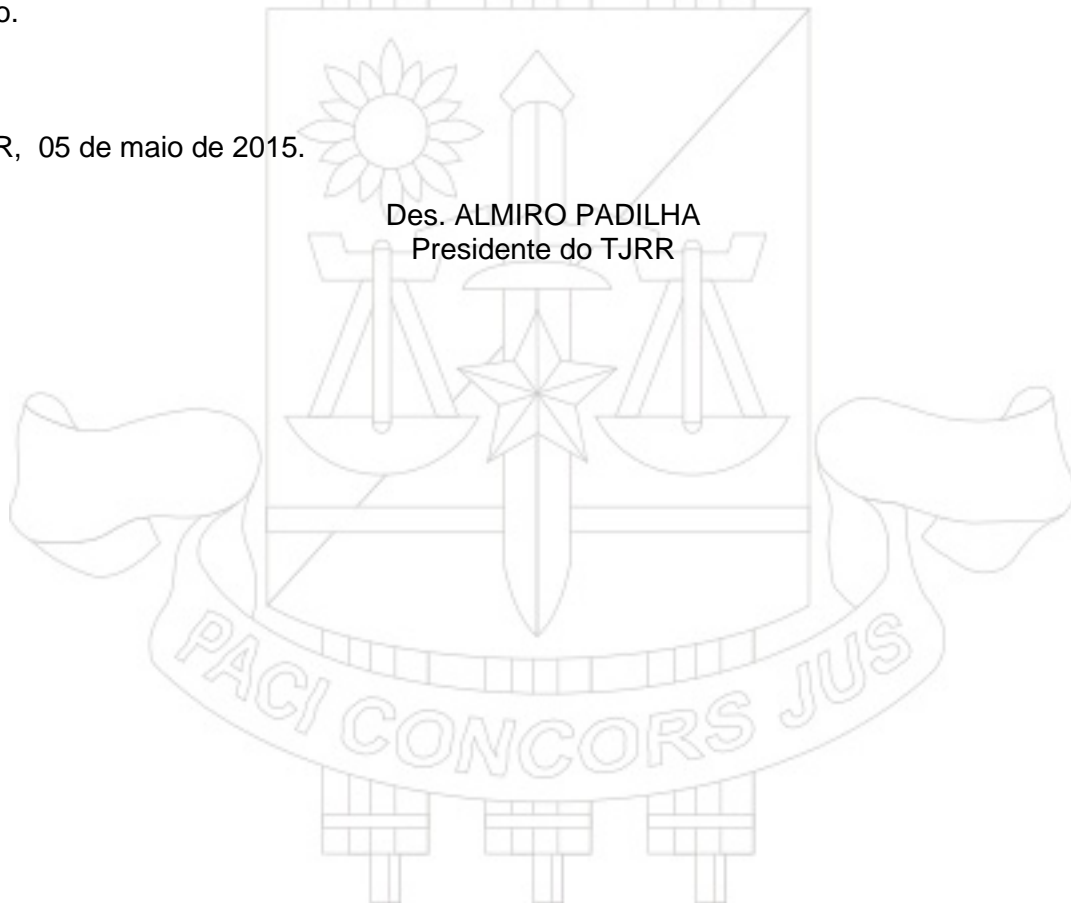 o.
R, 05 de maio de 2015.
Des. ALMIRO PADILHA
Presidente do TJRR
PACI CONCORS JUS